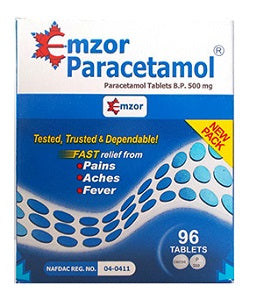 Emzor
Paracetamol®
Paracetamol Tablets B.P. 500 mg
Emzor
Tested, Trusted & Dependable!
FAST relief from
• Pains
• Aches
• Fever
NEW
PACK
96
TABLETS
NAFDAC REG. NO. 04-0411